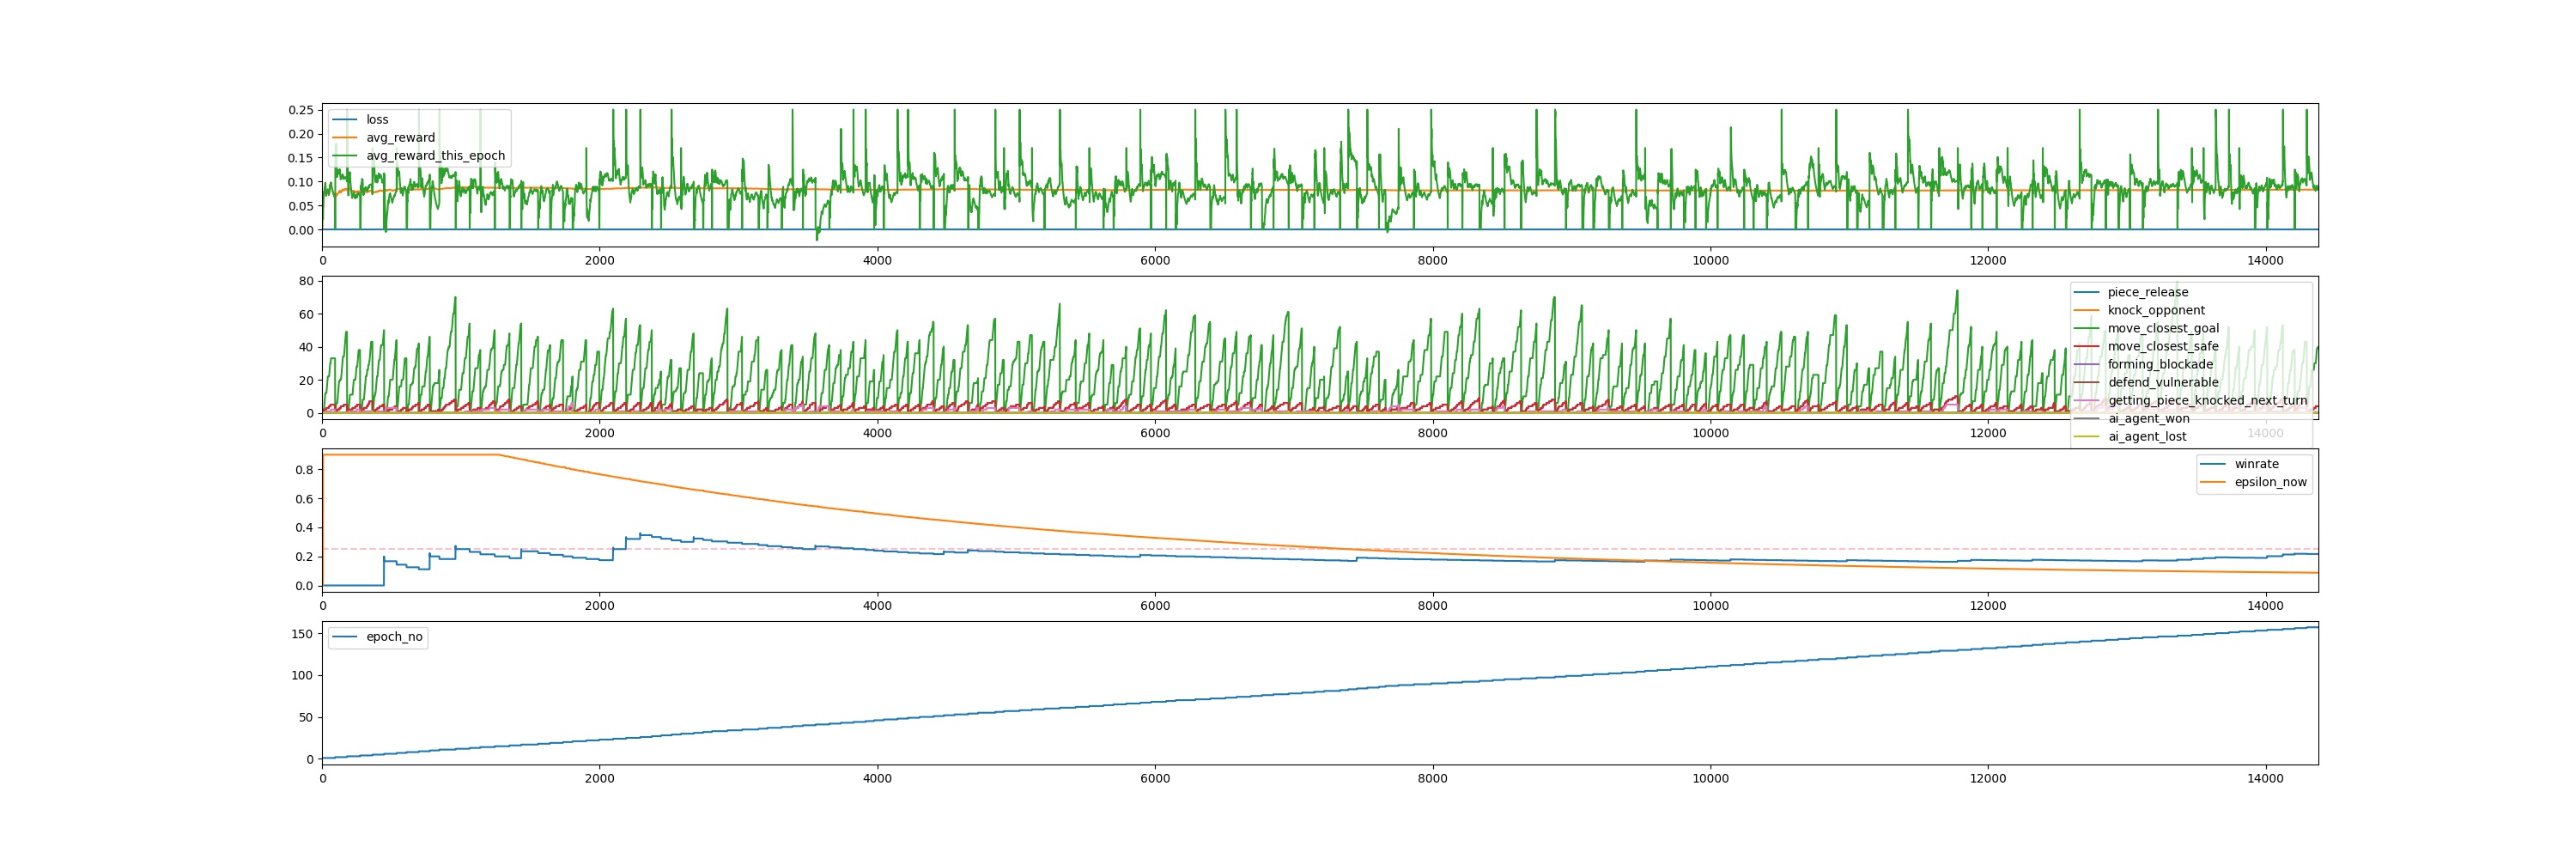 0.25
0.20
0.15
0.10
0.05
0.00
loss
avg_reward
avg_reward_this_epoch
0 2000 4000 6000 8000 10000 12000 14000
80
60
40
20
0
piece_release
knock_opponent
move_closest_goal
move_closest_safe
forming_blockade
defend_vulnerable
getting_piece_knocked_next_turn
ai_agent_won
ai_agent_lost
0 2000 4000 6000 8000 10000 12000 14000
0.8
0.6
0.4
0.2
0.0
winrate
epsilon_now
0 2000 4000 6000 8000 10000 12000 14000
150
100
50
0
epoch_no
0 2000 4000 6000 8000 10000 12000 14000